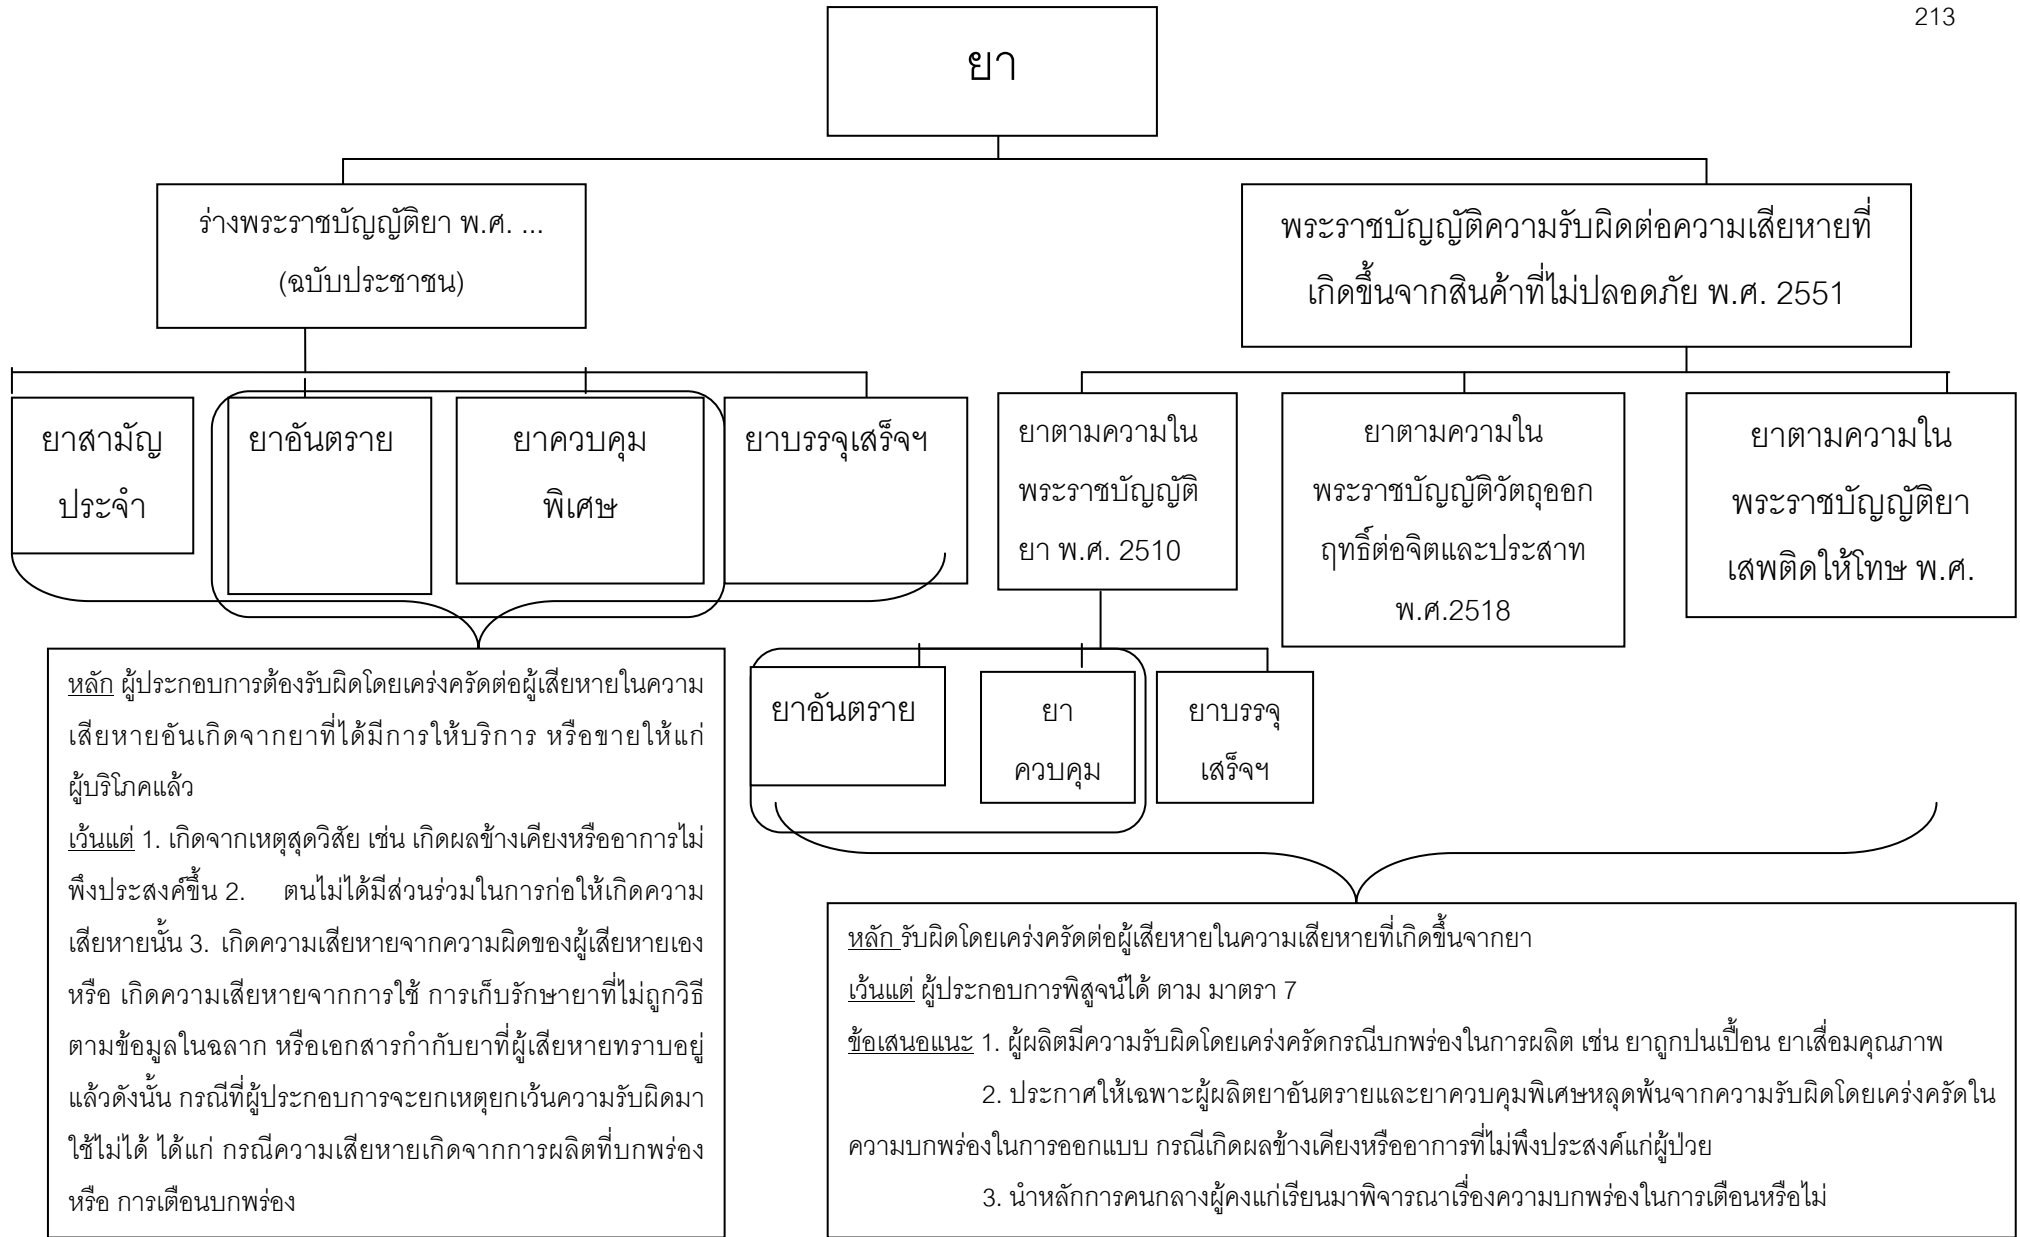 213
ยา
ร่างพระราชบัญญัติยา พ.ศ. ...
(ฉบับประชาชน)
พระราชบัญญัติความรับผิดต่อความเสียหายที่
เกิดขึ้นจากสินค้าที่ไม่ปลอดภัย พ.ศ. 2551
ยาสามัญ
ประจำ
ยาอันตราย
ยาควบคุม
พิเศษ
ยาบรรจุเสร็จฯ
ยาตามความใน
พระราชบัญญัติ
ยา พ.ศ. 2510
ยาตามความใน
พระราชบัญญัติวัตถุออก
ฤทธิ์ต่อจิตและประสาท
พ.ศ.2518
ยาตามความใน
พระราชบัญญัติยา
เสพติดให้โทษ พ.ศ.
ยาอันตราย
ยา
ควบคุม
ยาบรรจุ
เสร็จฯ
หลัก ผู้ประกอบการต้องรับผิดโดยเคร่งครัดต่อผู้เสียหายในความ
เสียหายอันเกิดจากยาที่ได้มีการให้บริการ หรือขายให้แก่
ผู้บริโภคแล้ว
เว้นแต่ 1. เกิดจากเหตุสุดวิสัย เช่น เกิดผลข้างเคียงหรืออาการไม่
พึงประสงค์ขึ้น 2. ตนไม่ได้มีส่วนร่วมในการก่อให้เกิดความ
เสียหายนั้น 3. เกิดความเสียหายจากความผิดของผู้เสียหายเอง
หรือ เกิดความเสียหายจากการใช้ การเก็บรักษายาที่ไม่ถูกวิธี
ตามข้อมูลในฉลาก หรือเอกสารกำกับยาที่ผู้เสียหายทราบอยู่
แล้วดังนั้น กรณีที่ผู้ประกอบการจะยกเหตุยกเว้นความรับผิดมา
ใช้ไม่ได้ ได้แก่ กรณีความเสียหายเกิดจากการผลิตที่บกพร่อง
หรือ การเตือนบกพร่อง
หลัก รับผิดโดยเคร่งครัดต่อผู้เสียหายในความเสียหายที่เกิดขึ้นจากยา
เว้นแต่ ผู้ประกอบการพิสูจน์ได้ ตาม มาตรา 7
ข้อเสนอแนะ 1. ผู้ผลิตมีความรับผิดโดยเคร่งครัดกรณีบกพร่องในการผลิต เช่น ยาถูกปนเปื้อน ยาเสื่อมคุณภาพ
2. ประกาศให้เฉพาะผู้ผลิตยาอันตรายและยาควบคุมพิเศษหลุดพ้นจากความรับผิดโดยเคร่งครัดใน
ความบกพร่องในการออกแบบ กรณีเกิดผลข้างเคียงหรืออาการที่ไม่พึงประสงค์แก่ผู้ป่วย
3. นำหลักการคนกลางผู้คงแก่เรียนมาพิจารณาเรื่องความบกพร่องในการเตือนหรือไม่